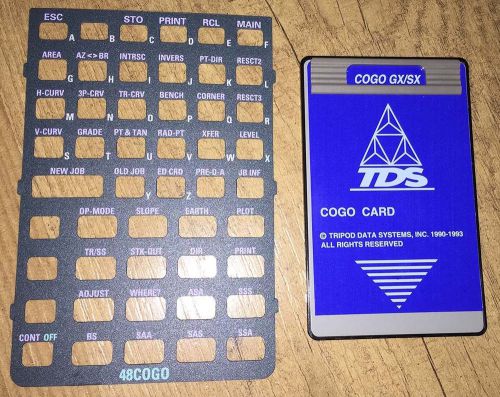 ESC STO PRINT RCL MAIN
A B C D E F
AREA AZ <> BR INTRSC INVERS PT-DIR RESCT2
G H I J K L
H-CURV 3P-CRV TR-CRV BENCH CORNER RESCT3
M N O P Q R
V-CURV GRADE PT & TAN RAD-PT XFER LEVEL
S T U V W X
NEW JOB OLD JOB ED CRD PRE-D-A JB INF
Y Z
OP-MODE SLOPE EARTH PLOT
TR/SS STK-OUT DIR PRINT
ADJUST WHERE? ASA SSS
CONT OFF BS SAA SAS SSA
48COGO
COGO GX/SX
TDS
COGO CARD
© TRIPOD DATA SYSTEMS, INC. 1990-1993
ALL RIGHTS RESERVED